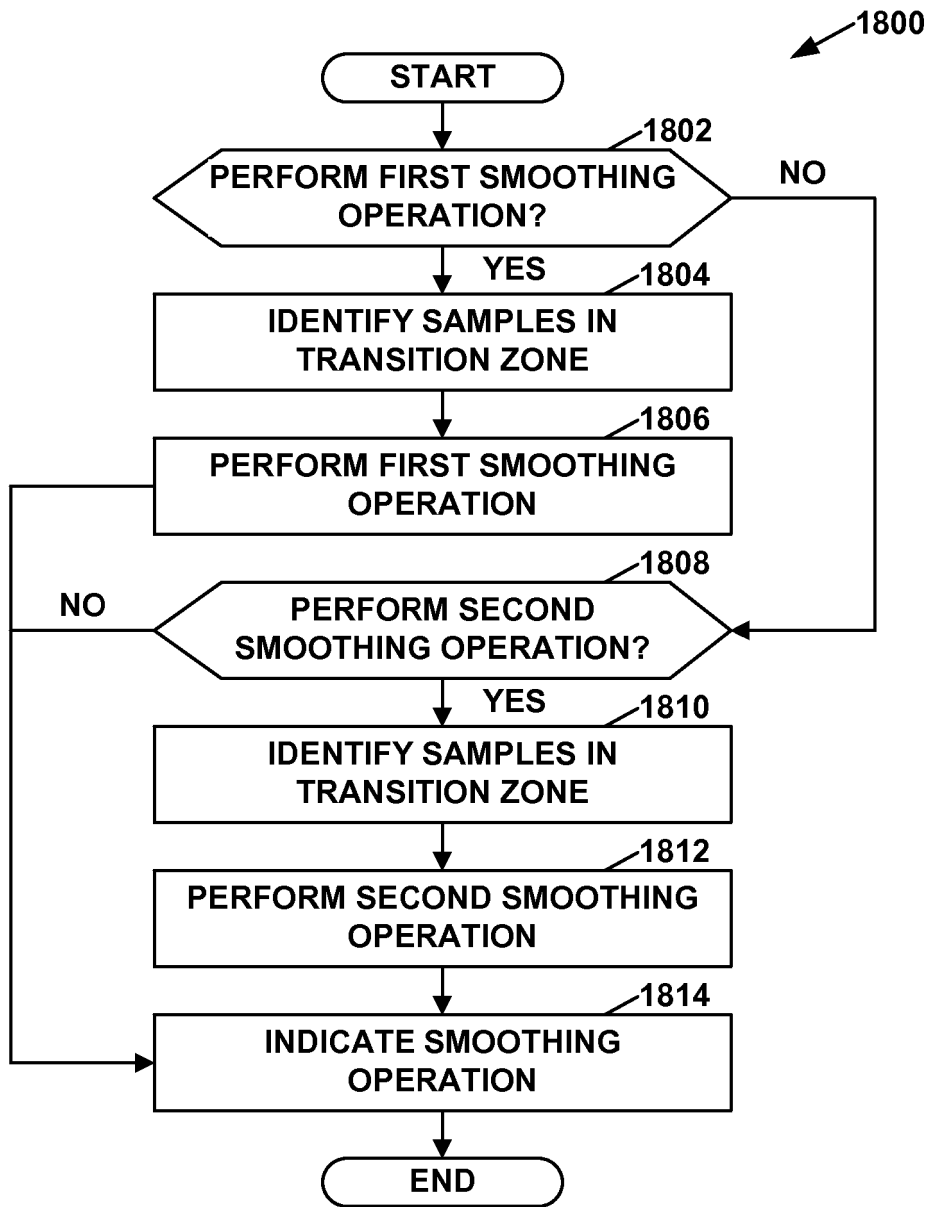 1800
START
1802
PERFORM FIRST SMOOTHING
OPERATION?
NO
YES
1804
IDENTIFY SAMPLES IN
TRANSITION ZONE
1806
PERFORM FIRST SMOOTHING
OPERATION
1808
NO
PERFORM SECOND
SMOOTHING OPERATION?
YES
1810
IDENTIFY SAMPLES IN
TRANSITION ZONE
1812
PERFORM SECOND SMOOTHING
OPERATION
1814
INDICATE SMOOTHING
OPERATION
END